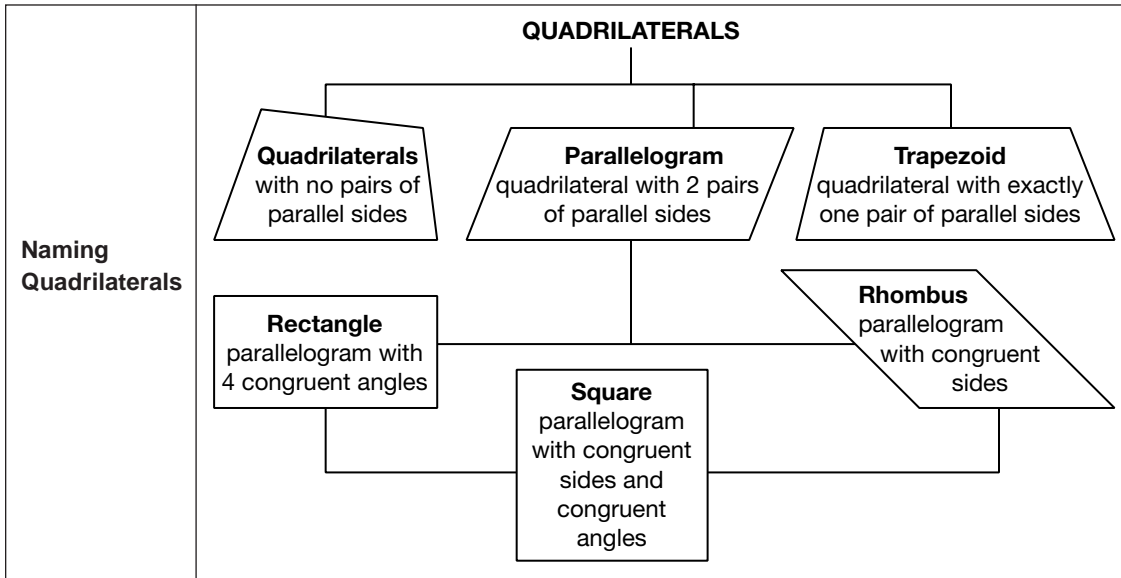 Naming
Quadrilaterals
QUADRILATERALS
Quadrilaterals
with no pairs of
parallel sides
Parallelogram
quadrilateral with 2 pairs
of parallel sides
Trapezoid
quadrilateral with exactly
one pair of parallel sides
Rectangle
parallelogram with
4 congruent angles
Rhombus
parallelogram
with congruent
sides
Square
parallelogram
with congruent
sides and
congruent
angles